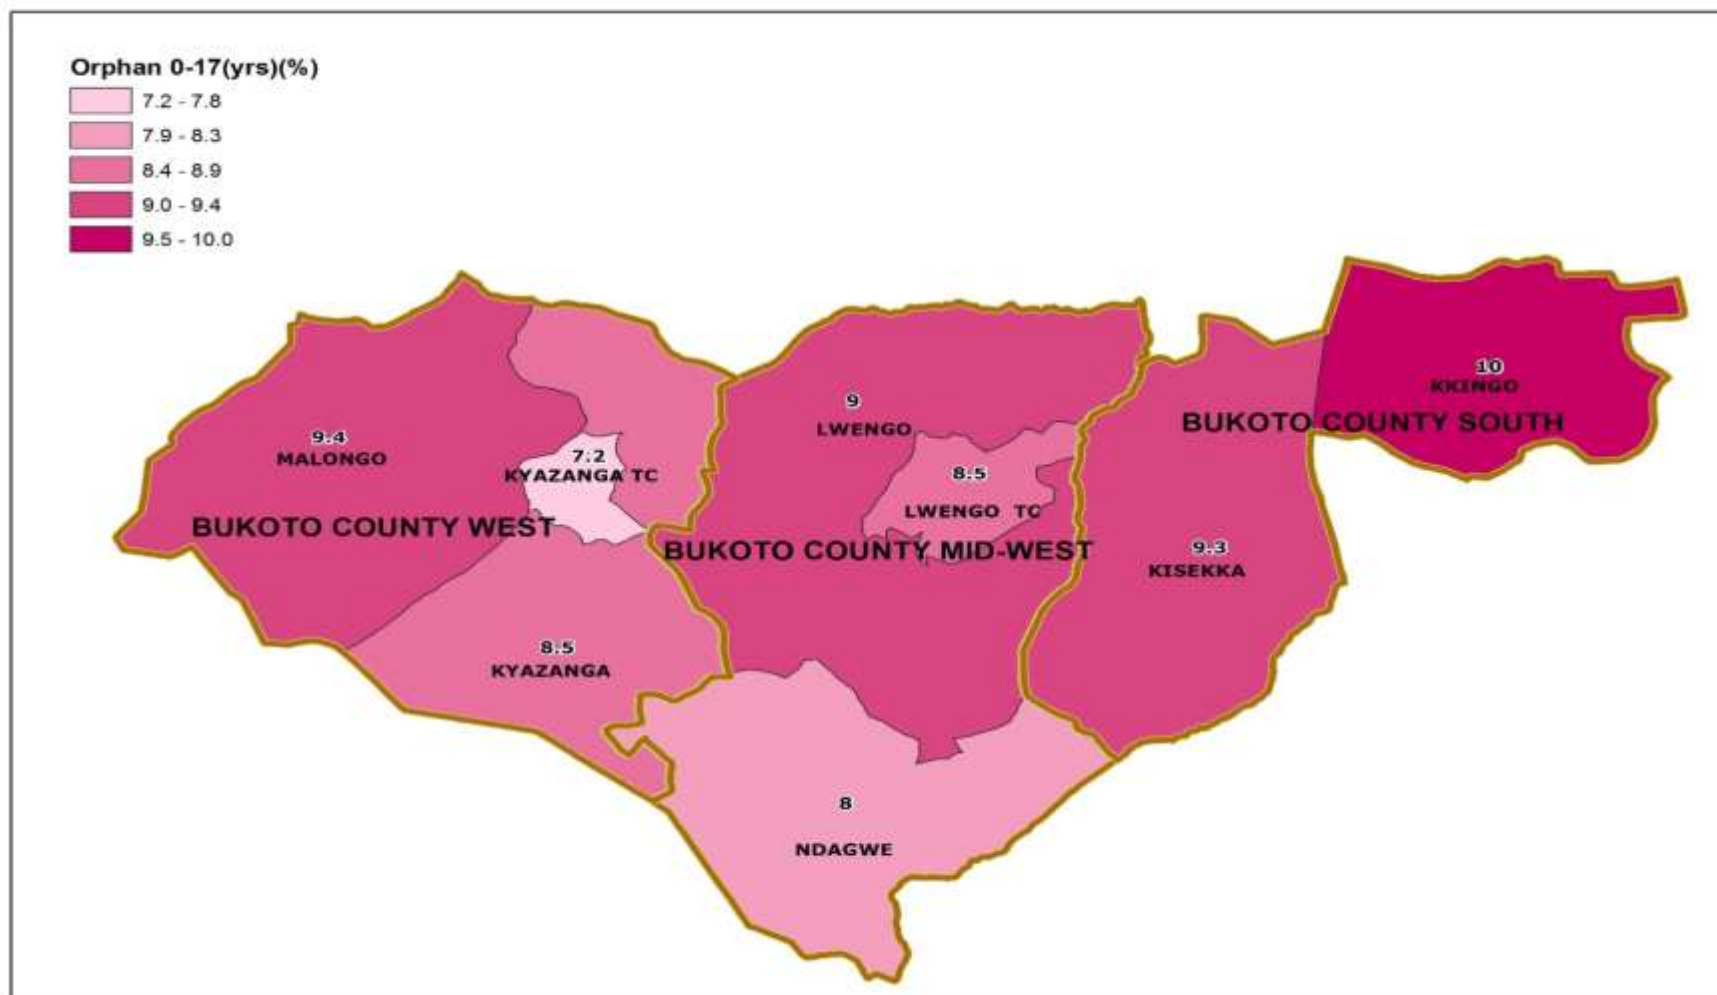 Orphan 0-17(yrs)(%)
7.2 - 7.8
7.9 - 8.3
8.4 - 8.9
9.0 - 9.4
9.5 - 10.0
10
KKINGO
9
LWENGO
BUKOTO COUNTY SOUTH
9.4
MALONGO
7.2
KYAZANGA TC
8.5
LWENGO TC
BUKOTO COUNTY WEST
BUKOTO COUNTY MID-WEST
9.3
KISEKKA
8.5
KYAZANGA
8
NDAGWE